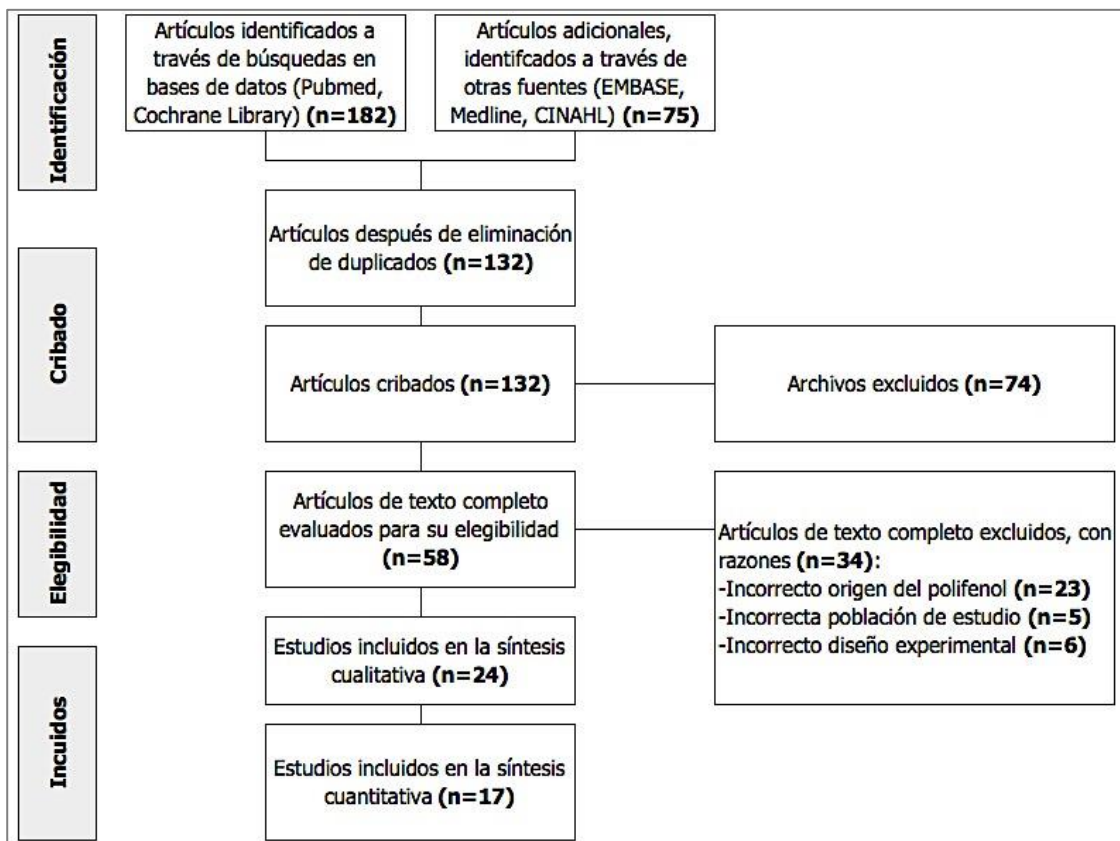 Identificación
Artículos identificados a
través de búsquedas en
bases de datos (Pubmed,
Cochrane Library) (n=182)
Artículos adicionales,
identifcados a través de
otras fuentes (EMBASE,
Medline, CINAHL) (n=75)
Cribado
Artículos después de eliminación
de duplicados (n=132)
Artículos cribados (n=132)
Archivos excluidos (n=74)
Elegibilidad
Artículos de texto completo
evaluados para su elegibilidad
(n=58)
Artículos de texto completo excluidos, con
razones (n=34):
-Incorrecto origen del polifenol (n=23)
-Incorrecta población de estudio (n=5)
-Incorrecto diseño experimental (n=6)
Incuidos
Estudios incluidos en la síntesis
cualitativa (n=24)
Estudios incluidos en la síntesis
cuantitativa (n=17)